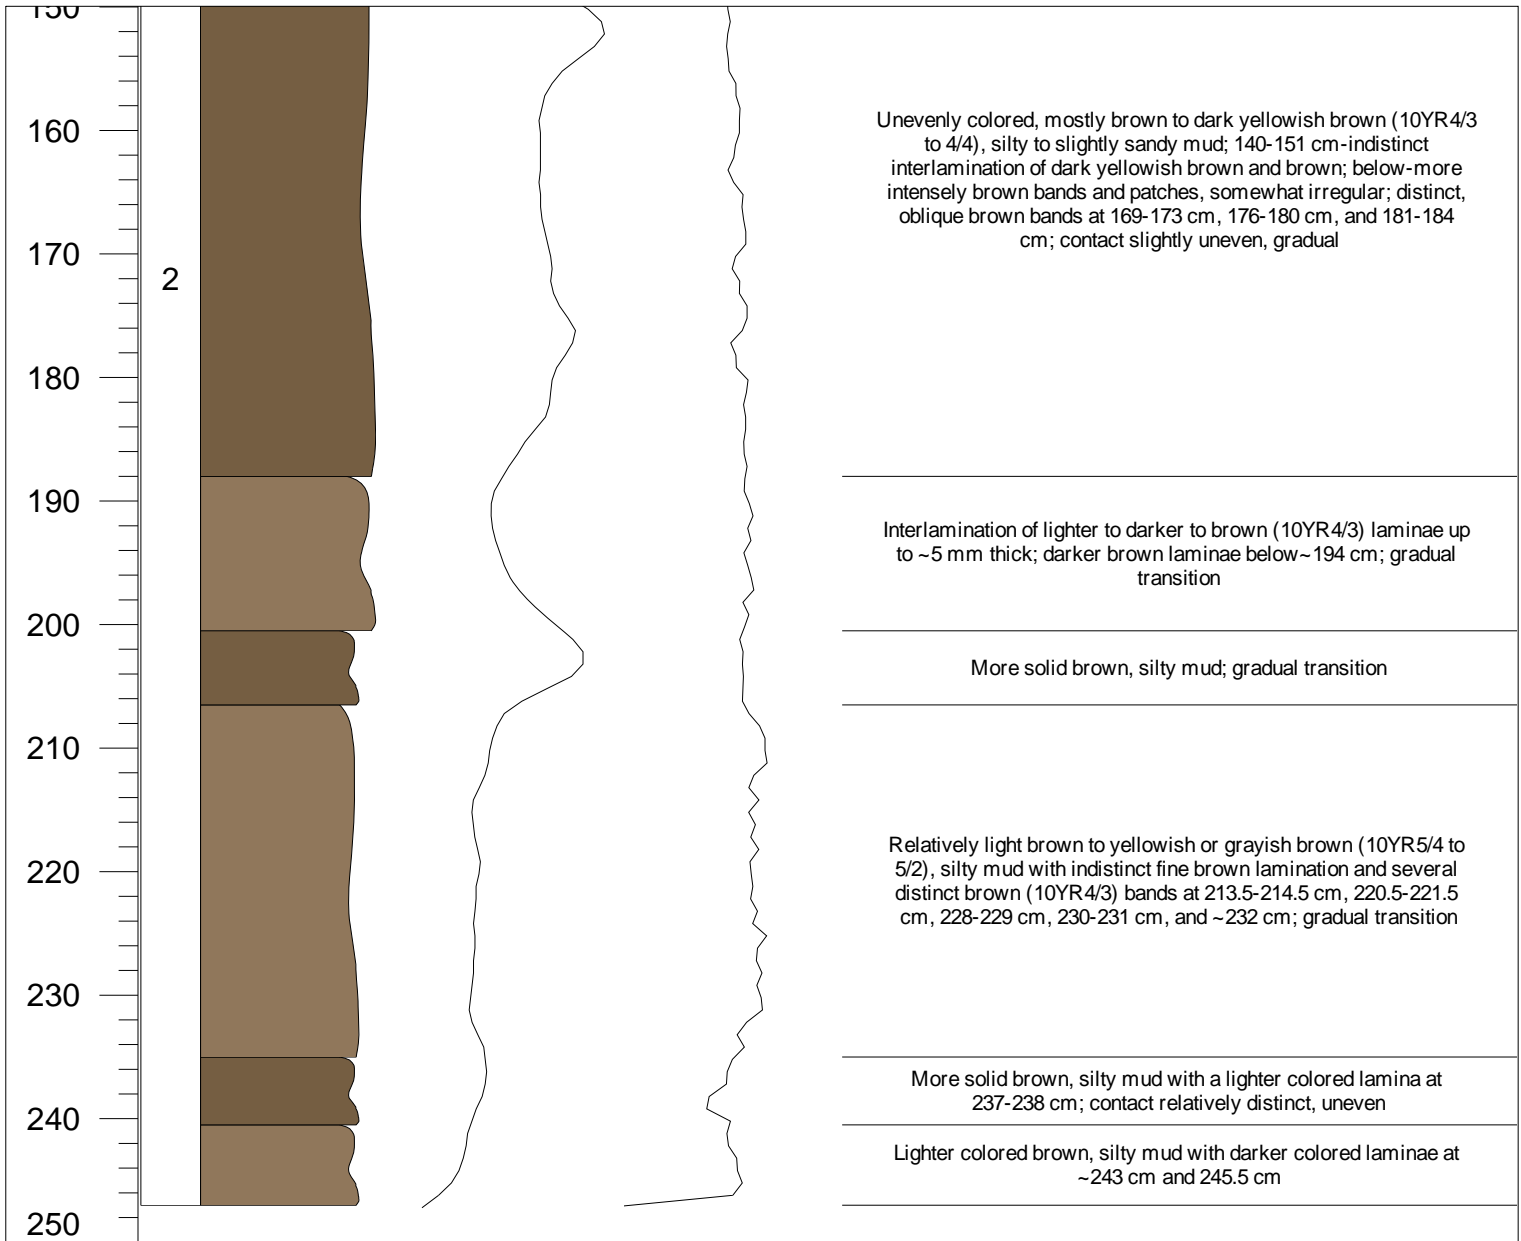 150
Unevenly colored, mostly brown to dark yellowish brown (10YR4/3
to 4/4), silty to slightly sandy mud; 140-151 cm-indistinct
interlamination of dark yellowish brown and brown; below-more
intensely brown bands and patches, somewhat irregular; distinct,
oblique brown bands at 169-173 cm, 176-180 cm, and 181-184
cm; contact slightly uneven, gradual
160
170
2
180
190
Interlamination of lighter to darker to brown (10YR4/3) laminae up
to ~5 mm thick; darker brown laminae below~194 cm; gradual
transition
200
More solid brown, silty mud; gradual transition
210
Relatively light brown to yellowish or grayish brown (10YR5/4 to
5/2), silty mud with indistinct fine brown lamination and several
distinct brown (10YR4/3) bands at 213.5-214.5 cm, 220.5-221.5
cm, 228-229 cm, 230-231 cm, and ~232 cm; gradual transition
220
230
More solid brown, silty mud with a lighter colored lamina at
237-238 cm; contact relatively distinct, uneven
240
Lighter colored brown, silty mud with darker colored laminae at
~243 cm and 245.5 cm
250